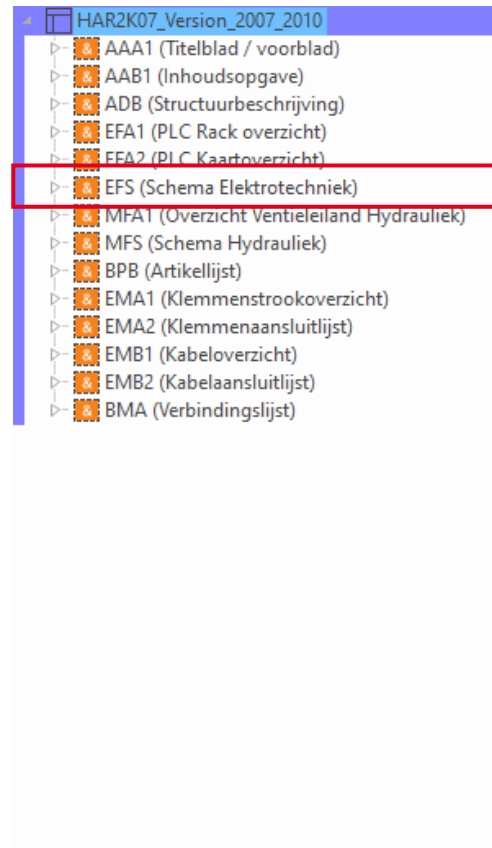 HAR2K07_Version_2007_2010
& AAA1 (Titelblad / voorblad)
& AAB1 (Inhoudsopgave)
& ADB (Structuurbeschrijving)
& EFA1 (PLC Rack overzicht)
& EFA2 (PLC Kaartoverzicht)
& EFS (Schema Elektrotechniek)
& MFA1 (Overzicht Ventieleiland Hydrauliek)
& MFS (Schema Hydrauliek)
& BPB (Artikellijst)
& EMA1 (Klemmenstrookoverzicht)
& EMA2 (Klemmenaansluitlijst)
& EMB1 (Kabeloverzicht)
& EMB2 (Kabelaansluitlijst)
& BMA (Verbindingslijst)